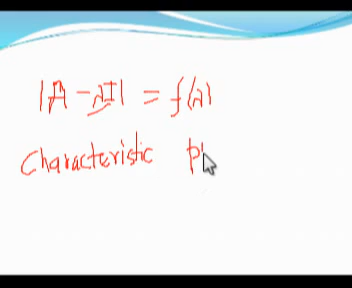 |A - λI| = f(λ)
Characteristic p